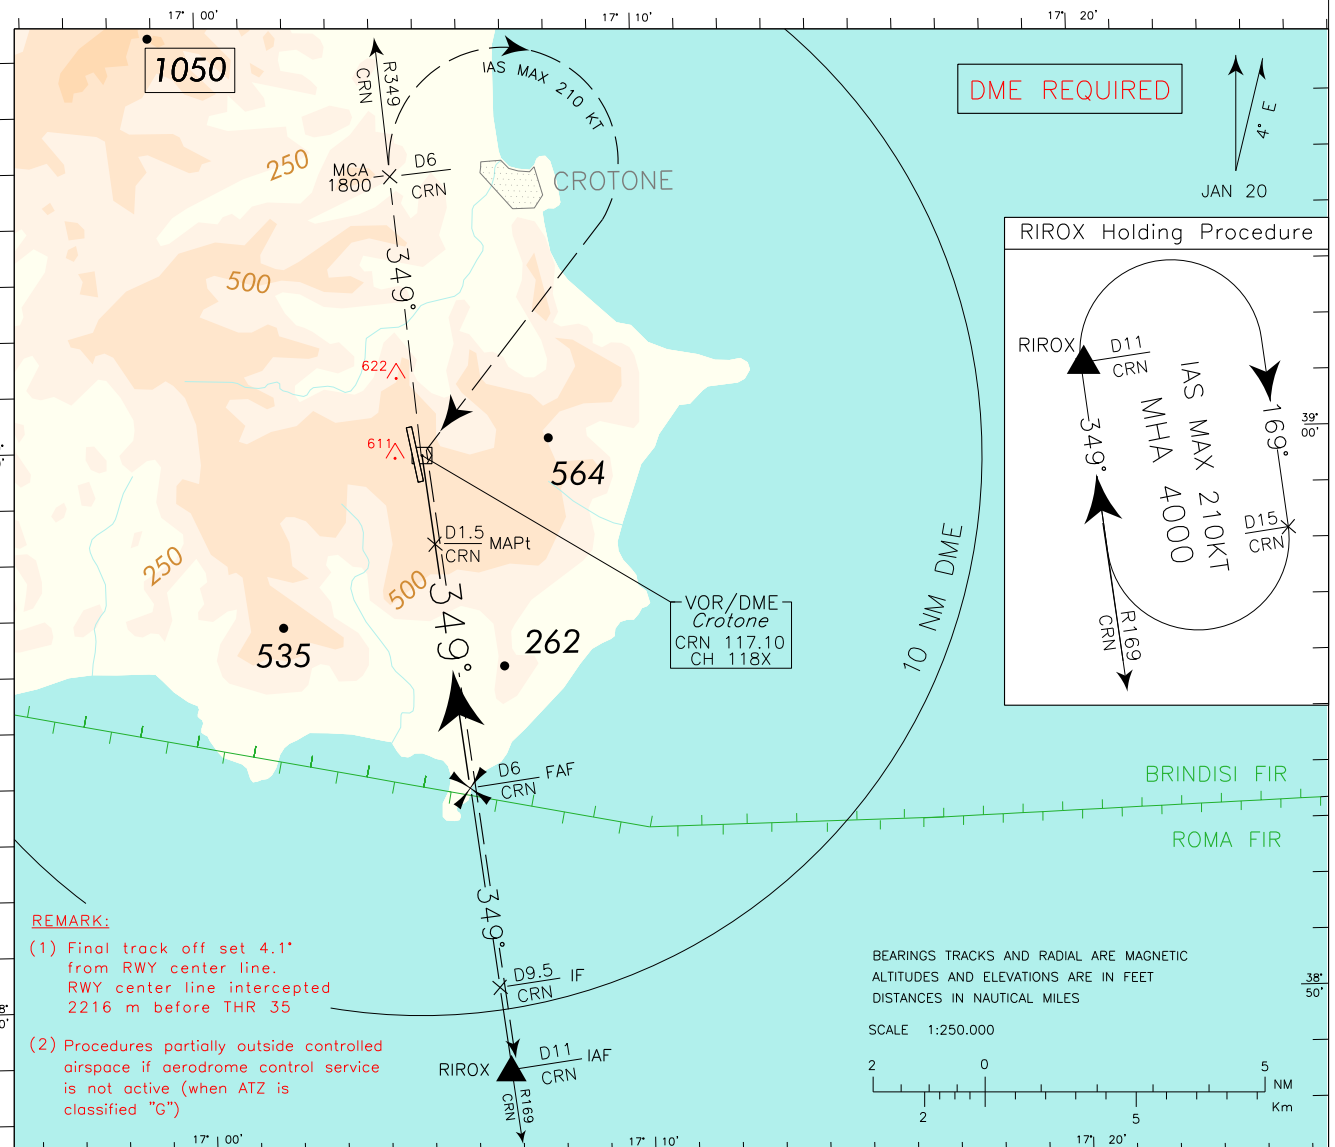 17° 00'
17° 10'
17° 20'
1050
R349
CRN
IAS MAX 210 KT
DME REQUIRED
4° E
JAN 20
250
MCA
1800
D6
CRN
CROTONE
RIROX Holding Procedure
349°
500
RIROX
D11
CRN
IAS MAX 210KT
MHA 4000
349°
169°
D15
CRN
R169
CRN
39°
00'
622
611
564
D1.5
CRN
MAPt
250
500
349°
VOR/DME
Crotone
CRN 117.10
CH 118X
10 NM DME
535
262
D6
CRN
FAF
BRINDISI FIR
ROMA FIR
349°
REMARK:
(1) Final track off set 4.1°
from RWY center line.
RWY center line intercepted
2216 m before THR 35
(2) Procedures partially outside controlled
airspace if aerodrome control service
is not active (when ATZ is
classified "G")
D9.5
CRN
IF
BEARINGS TRACKS AND RADIAL ARE MAGNETIC
ALTITUDES AND ELEVATIONS ARE IN FEET
DISTANCES IN NAUTICAL MILES
38°
50'
SCALE 1:250.000
RIROX
D11
CRN
IAF
R169
CRN
2 0 5
NM
Km
2 5
17° 00'
17° 10'
17° 20'